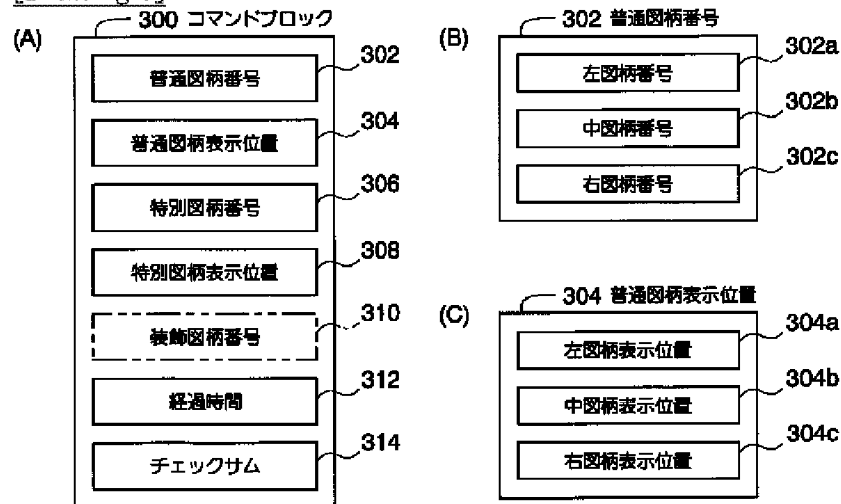 (A)
300 コマンドブロック
普通図柄番号 302
普通図柄表示位置 304
特別図柄番号 306
特別図柄表示位置 308
装飾図柄番号 310
経過時間 312
チェックサム 314
(B)
302 普通図柄番号
左図柄番号 302a
中図柄番号 302b
右図柄番号 302c
(C)
304 普通図柄表示位置
左図柄表示位置 304a
中図柄表示位置 304b
右図柄表示位置 304c